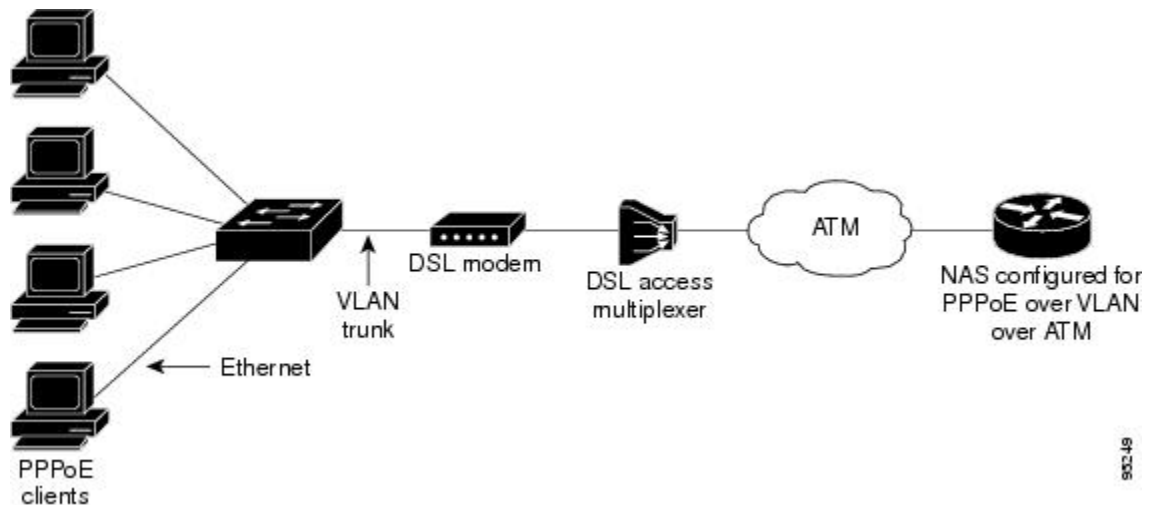 ATM
DSL modem
VLAN
trunk
DSL access
multiplexer
NAS configured for
PPPoE over VLAN
over ATM
Ethernet
PPPoE
clients
95249